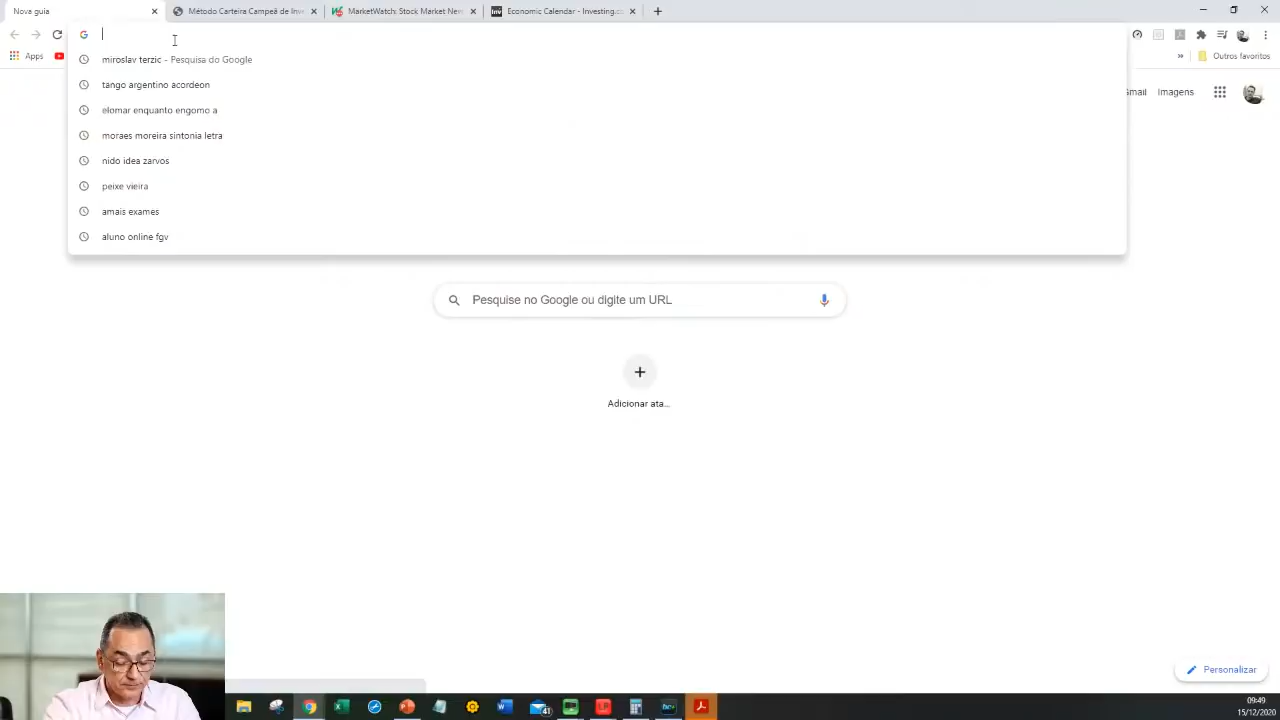 Nova guia
Método Carteira Campeã de Inv
MarketWatch: Stock Market New
Economic Calendar - Investing.co
miroslav terzic - Pesquisa do Google
Apps
Outros favoritos
tango argentino acordeon
Gmail
Imagens
elomar enquanto engomo a
moraes moreira sintonia letra
nido idea zarvos
peixe vieira
amais exames
aluno online fgv
Pesquise no Google ou digite um URL
Adicionar ata...
Personalizar
41
09:49
15/12/2020